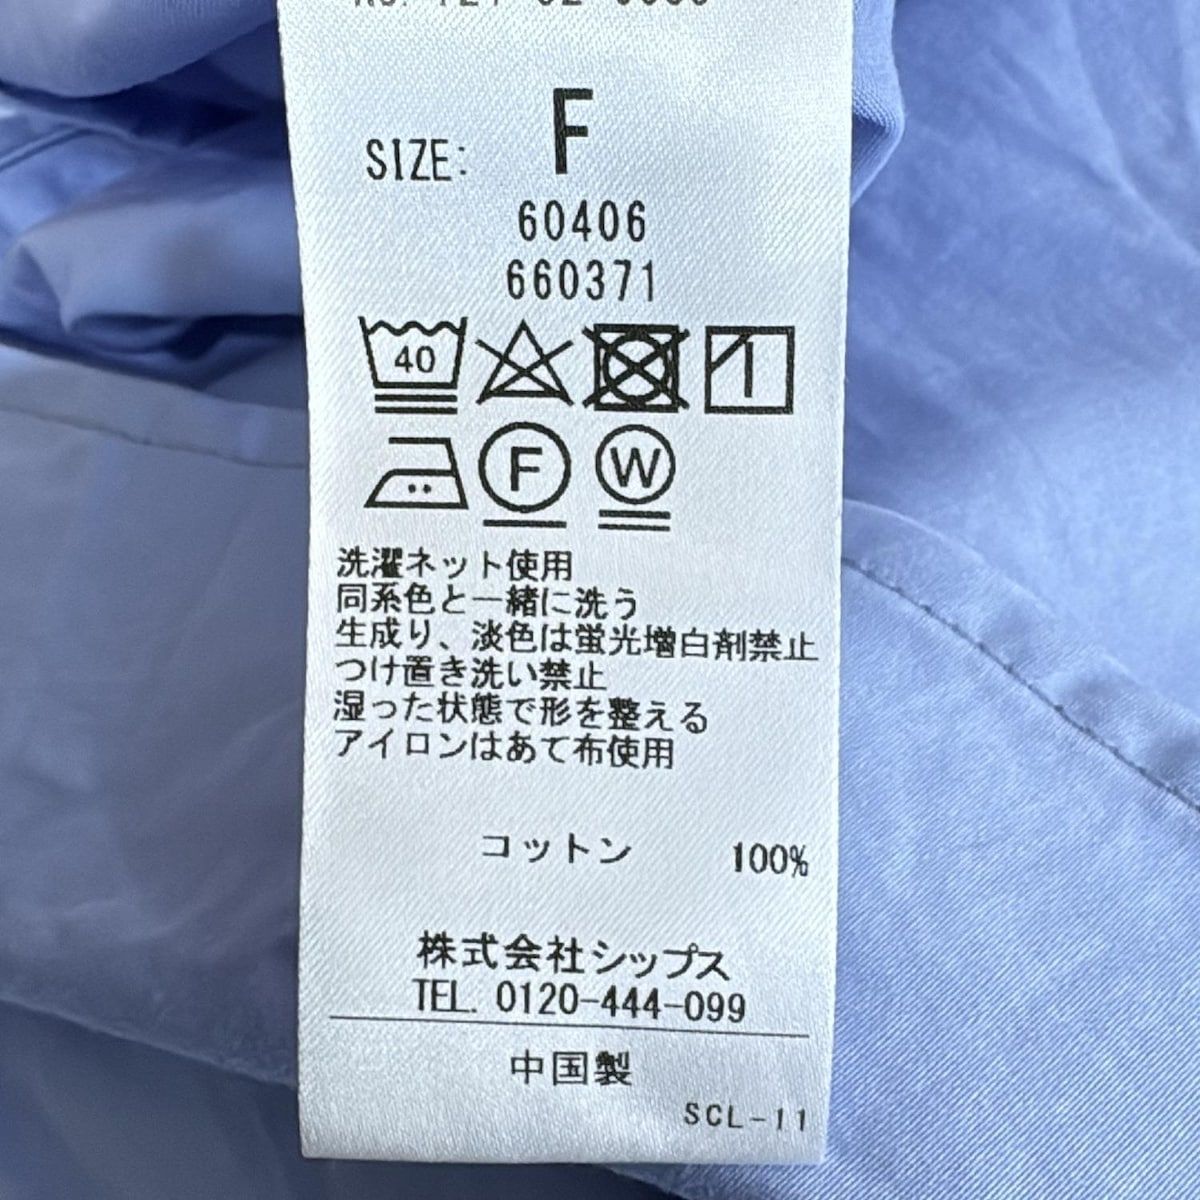 SIZE: F
60406
660371
40
F W
洗濯ネット使用
同系色と一緒に洗う
生成り、淡色は蛍光増白剤禁止
つけ置き洗い禁止
湿った状態で形を整える
アイロンはあて布使用
コットン 100%
株式会社シップス
TEL. 0120-444-099
中国製
SCL-11